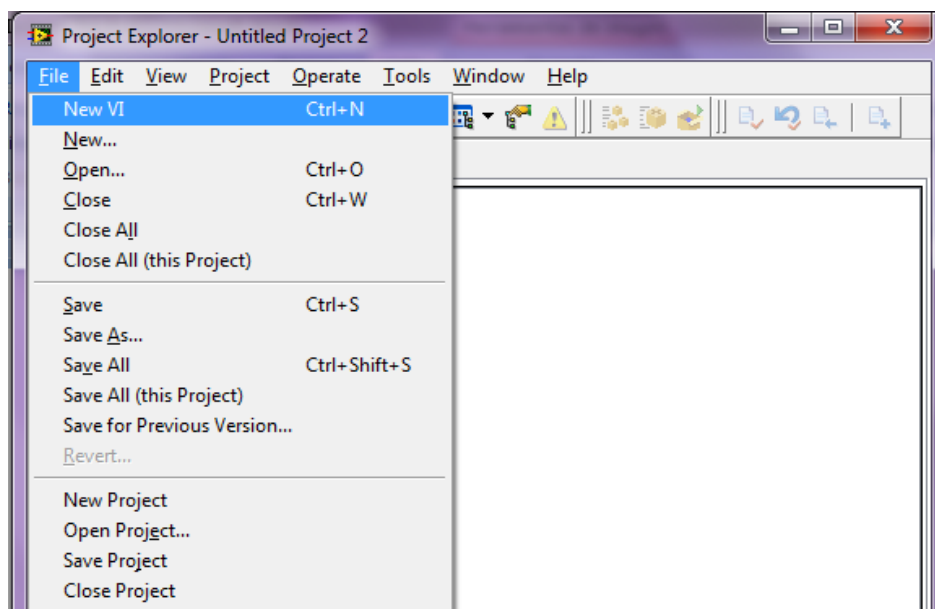 Project Explorer - Untitled Project 2
File Edit View Project Operate Tools Window Help
New VI Ctrl+N
New...
Open... Ctrl+O
Close Ctrl+W
Close All
Close All (this Project)
Save Ctrl+S
Save As...
Save All Ctrl+Shift+S
Save All (this Project)
Save for Previous Version...
Revert...
New Project
Open Project...
Save Project
Close Project